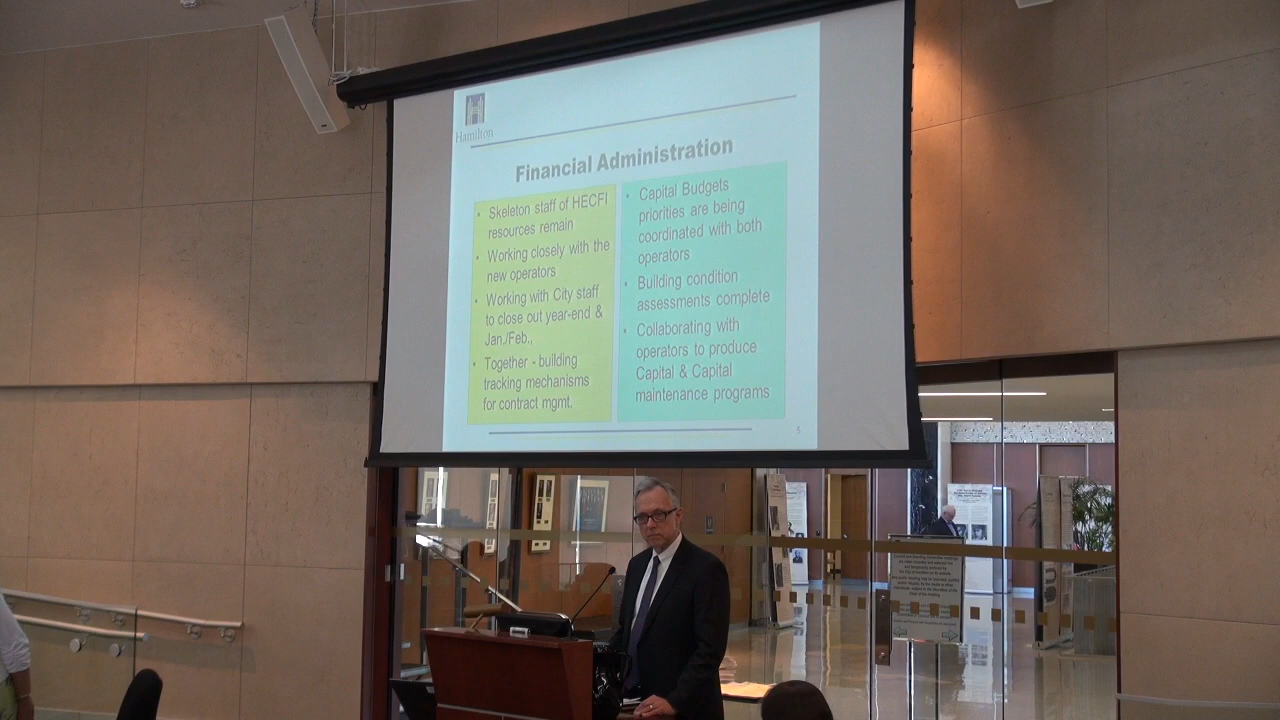 Hamilton
Financial Administration
• Skeleton staff of HECFI
resources remain
• Working closely with the
new operators
• Working with City staff
to close out year-end &
Jan./Feb.,
• Together - building
tracking mechanisms
for contract mgmt.
• Capital Budgets
priorities are being
coordinated with both
operators
• Building condition
assessments complete
• Collaborating with
operators to produce
Capital & Capital
maintenance programs
5